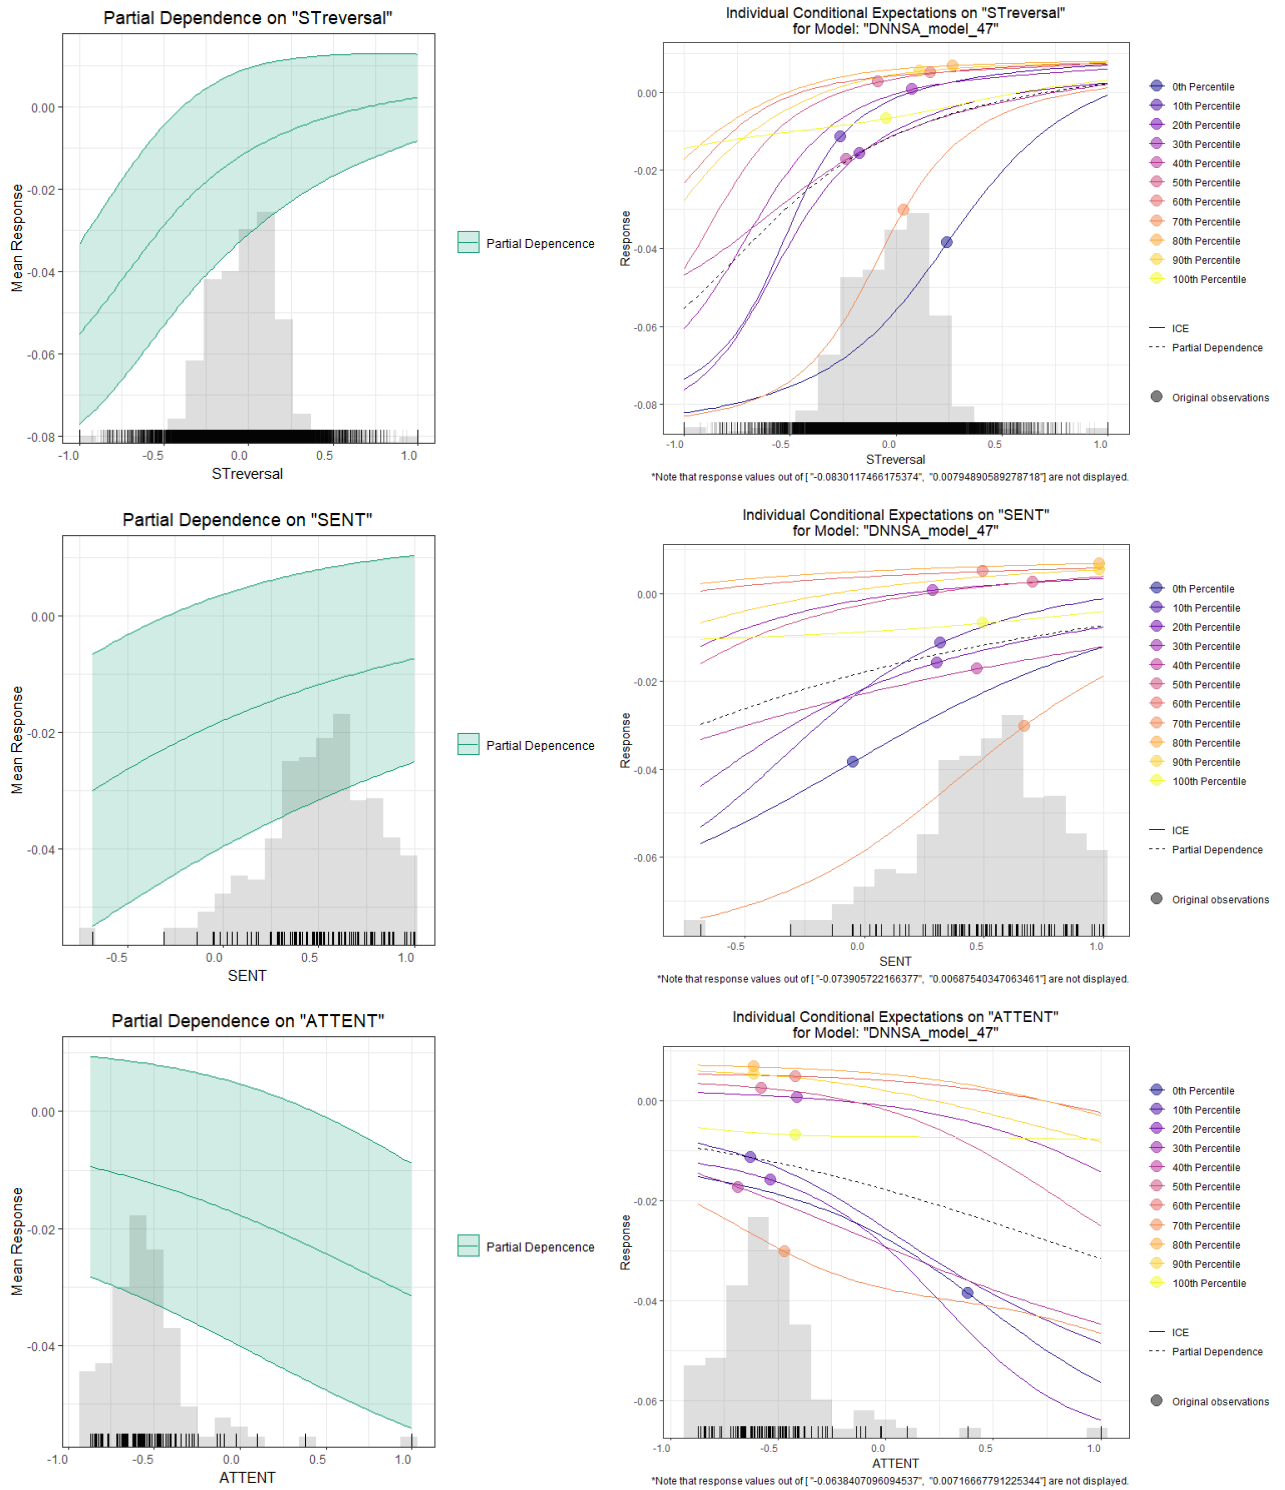 Partial Dependence on "STreversal"
Mean Response
0.00
-0.02
-0.04
-0.06
-0.08
-1.0
-0.5
0.0
0.5
1.0
STreversal
Partial Depencence
Individual Conditional Expectations on "STreversal"
for Model: "DNNSA_model_47"
Response
0.00
-0.02
-0.04
-0.06
-0.08
-1.0
-0.5
0.0
0.5
1.0
STreversal
*Note that response values out of [ "-0.0830117466175374", "0.00794890589278718"] are not displayed.
0th Percentile
10th Percentile
20th Percentile
30th Percentile
40th Percentile
50th Percentile
60th Percentile
70th Percentile
80th Percentile
90th Percentile
100th Percentile
ICE
Partial Dependence
Original observations
Partial Dependence on "SENT"
Mean Response
0.00
-0.02
-0.04
-0.5
0.0
0.5
1.0
SENT
Partial Depencence
Individual Conditional Expectations on "SENT"
for Model: "DNNSA_model_47"
Response
0.00
-0.02
-0.04
-0.06
-0.5
0.0
0.5
1.0
SENT
*Note that response values out of [ "-0.073905722166377", "0.00687540347063461"] are not displayed.
0th Percentile
10th Percentile
20th Percentile
30th Percentile
40th Percentile
50th Percentile
60th Percentile
70th Percentile
80th Percentile
90th Percentile
100th Percentile
ICE
Partial Dependence
Original observations
Partial Dependence on "ATTENT"
Mean Response
0.00
-0.02
-0.04
-1.0
-0.5
0.0
0.5
1.0
ATTENT
Partial Depencence
Individual Conditional Expectations on "ATTENT"
for Model: "DNNSA_model_47"
Response
0.00
-0.02
-0.04
-0.06
-1.0
-0.5
0.0
0.5
1.0
ATTENT
*Note that response values out of [ "-0.0638407096094537", "0.00716667791225344"] are not displayed.
0th Percentile
10th Percentile
20th Percentile
30th Percentile
40th Percentile
50th Percentile
60th Percentile
70th Percentile
80th Percentile
90th Percentile
100th Percentile
ICE
Partial Dependence
Original observations